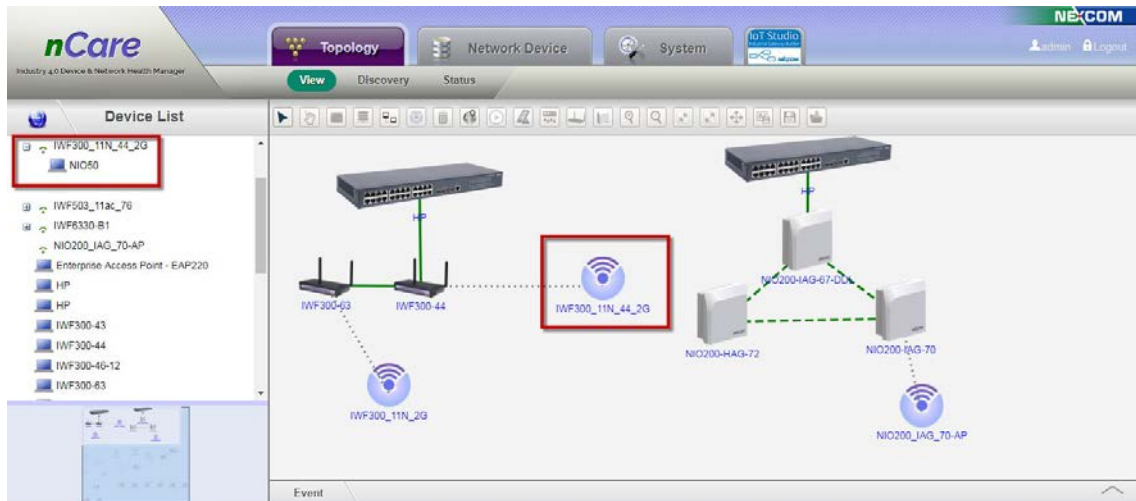 NEXCOM
nCare
Industry 4.0 Device & Network Health Manager
Topology
Network Device
System
IoT Studio
admin
Logout
View
Discovery
Status
Device List
IWF300_11N_44_2G
NIO50
IWF503_11ac_76
IWF6330-B1
NIO200_IAG_70-AP
Enterprise Access Point - EAP220
HP
HP
IWF300-43
IWF300-44
IWF300-46-12
IWF300-63
HP
HP
NIO200-IAG-67-DDL
IWF300-63
IWF300-44
IWF300_11N_44_2G
NIO200-HAG-72
NIO200-IAG-70
IWF300_11N_2G
NIO200_IAG_70-AP
Event